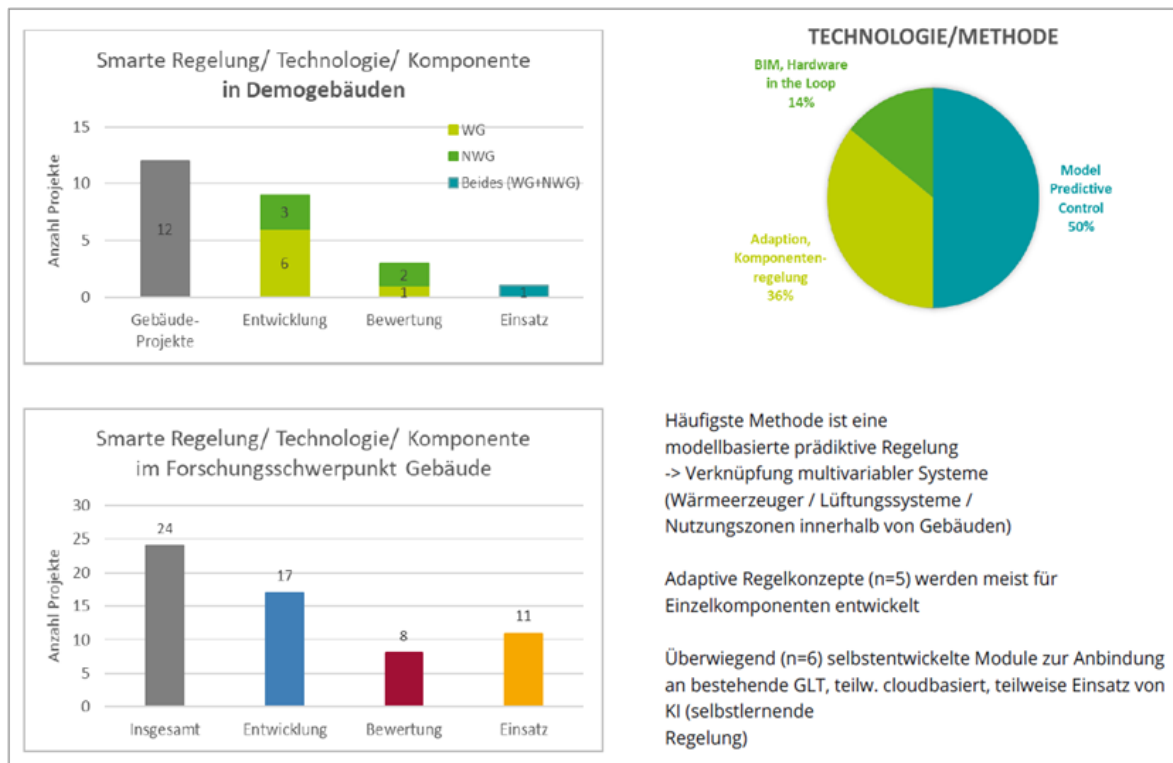 Smarte Regelung/ Technologie/ Komponente
in Demogebäuden
WG
NWG
Beides (WG+NWG)
Anzahl Projekte
15
10
5
0
12
3
6
2
1
1
Gebäude-
Projekte
Entwicklung
Bewertung
Einsatz
TECHNOLOGIE/METHODE
BIM, Hardware
in the Loop
14%
Model
Predictive
Control
50%
Adaption,
Komponenten-
regelung
36%
Smarte Regelung/ Technologie/ Komponente
im Forschungsschwerpunkt Gebäude
Anzahl Projekte
30
25
20
15
10
5
0
24
17
8
11
Insgesamt
Entwicklung
Bewertung
Einsatz
Häufigste Methode ist eine
modellbasierte prädiktive Regelung
-> Verknüpfung multivariabler Systeme
(Wärmeerzeuger / Lüftungssysteme /
Nutzungszonen innerhalb von Gebäuden)
Adaptive Regelkonzepte (n=5) werden meist für
Einzelkomponenten entwickelt
Überwiegend (n=6) selbstentwickelte Module zur Anbindung
an bestehende GLT, teilw. cloudbasiert, teilweise Einsatz von
KI (selbstlernende
Regelung)